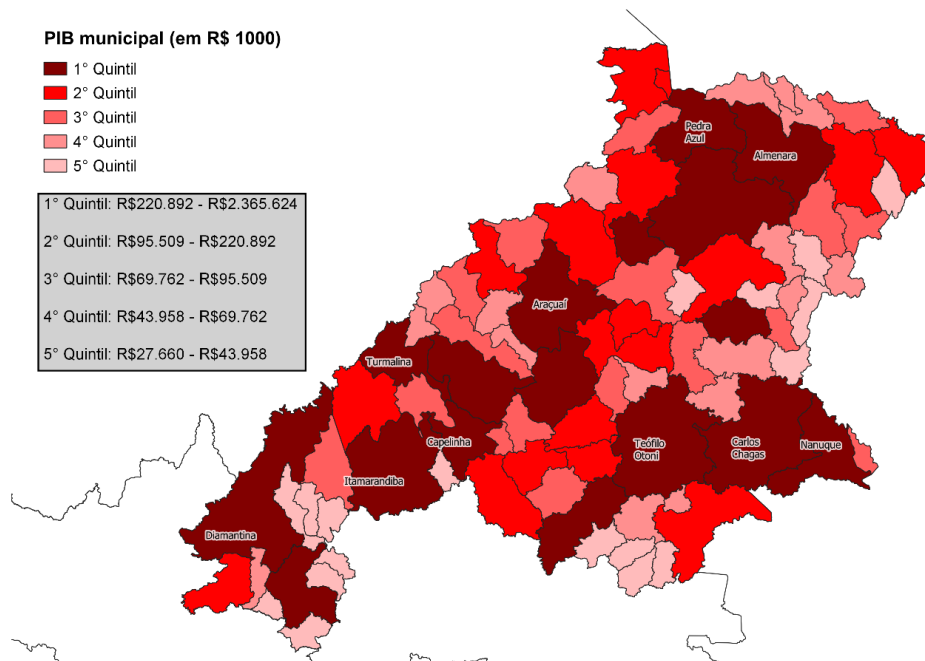 PIB municipal (em R$ 1000)
1° Quintil
2° Quintil
3° Quintil
4° Quintil
5° Quintil
1° Quintil: R$220.892 - R$2.365.624
2° Quintil: R$95.509 - R$220.892
3° Quintil: R$69.762 - R$95.509
4° Quintil: R$43.958 - R$69.762
5° Quintil: R$27.660 - R$43.958
Pedra
Azul
Almenara
Araçuaí
Turmalina
Capelinha
Teófilo
Otoni
Carlos
Chagas
Nanuque
Itamarandiba
Diamantina